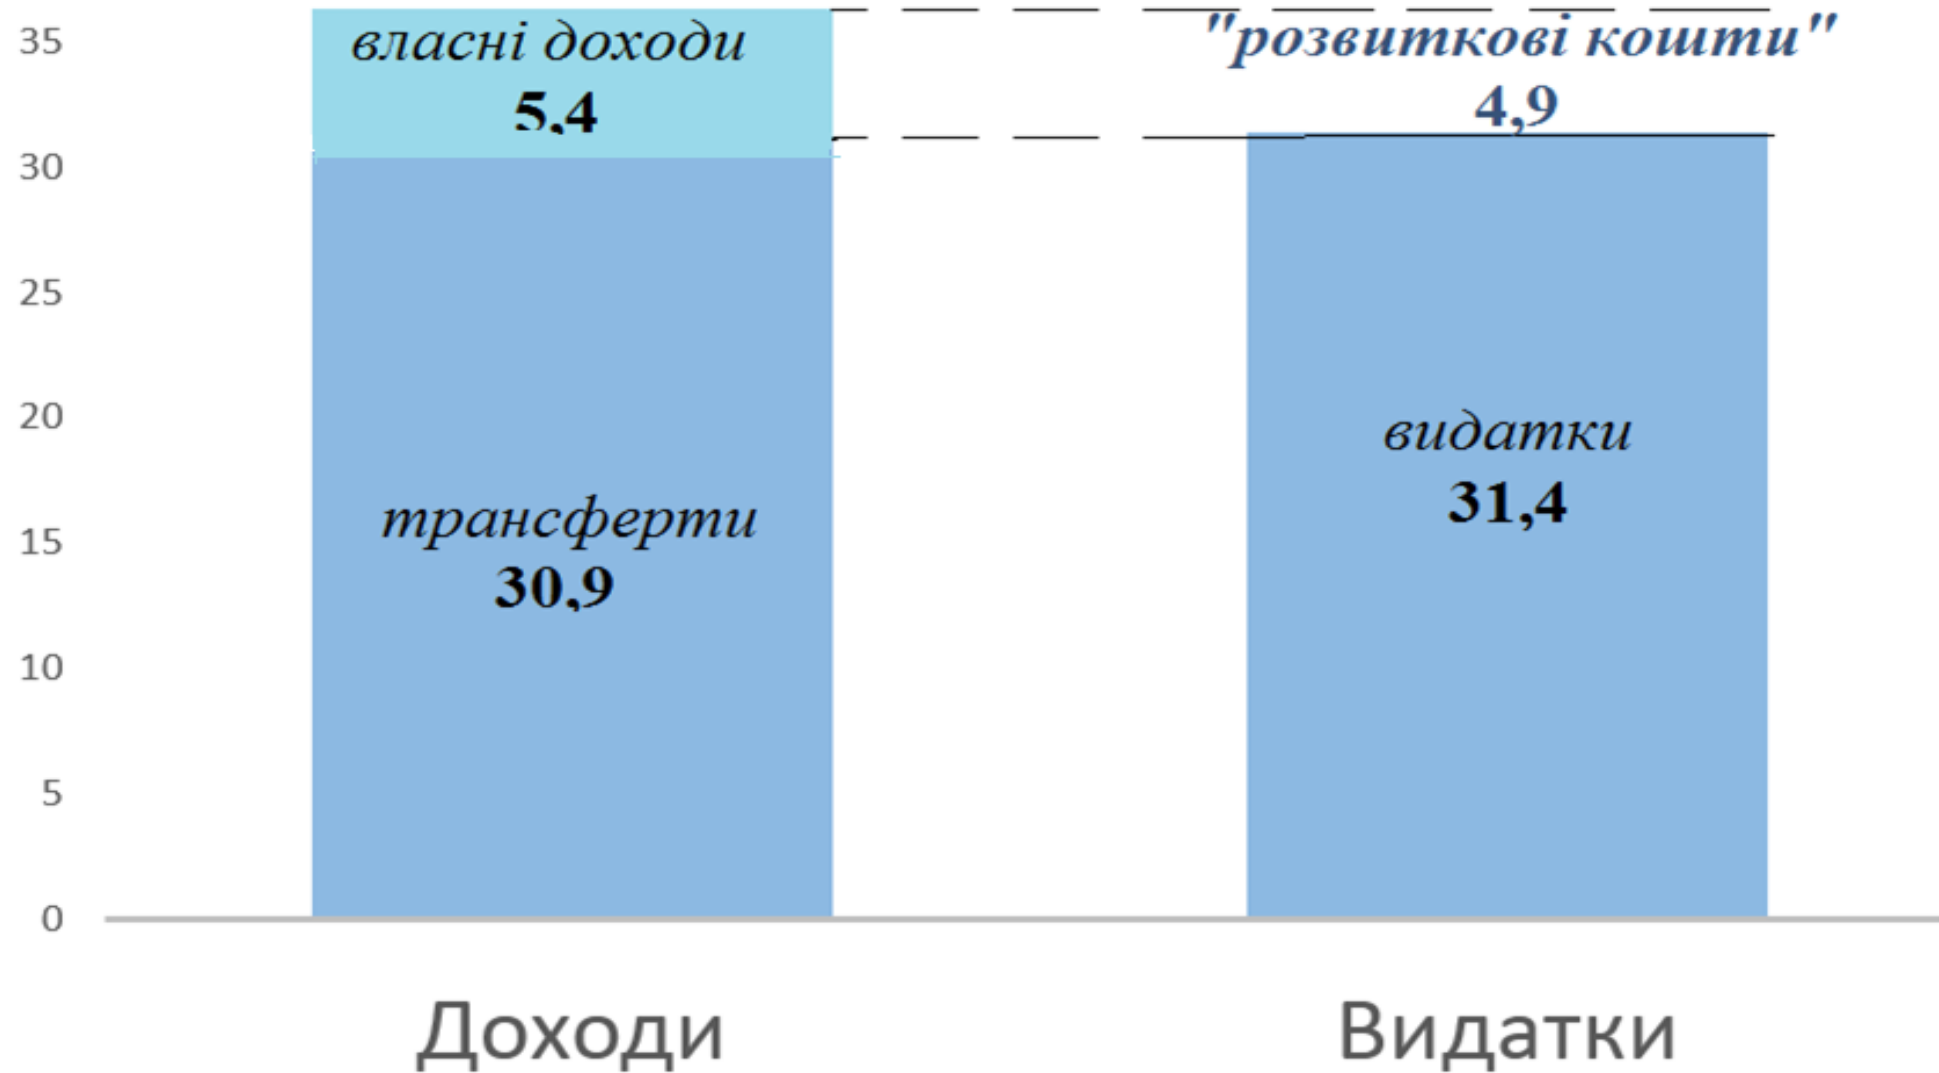 35
30
25
20
15
10
5
0
власні доходи
5,4
трансферти
30,9
"розвиткові кошти"
4,9
видатки
31,4
Доходи
Видатки